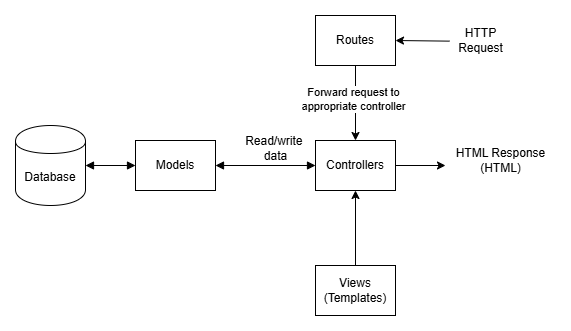 Routes
HTTP
Request
Forward request to
appropriate controller
Database
Models
Read/write
data
Controllers
HTML Response
(HTML)
Views
(Templates)